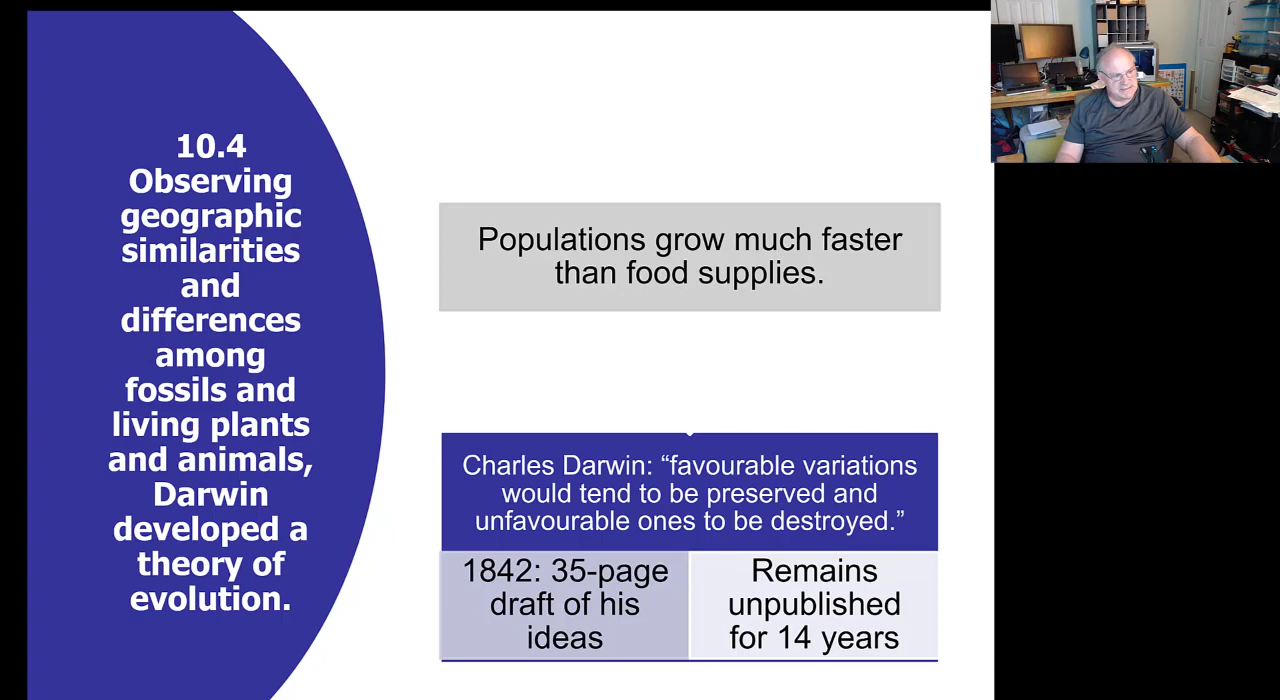 10.4
Observing
geographic
similarities
and
differences
among
fossils and
living plants
and animals,
Darwin
developed a
theory of
evolution.
Populations grow much faster
than food supplies.
Charles Darwin: “favourable variations
would tend to be preserved and
unfavourable ones to be destroyed.”
1842: 35-page
draft of his
ideas
Remains
unpublished
for 14 years